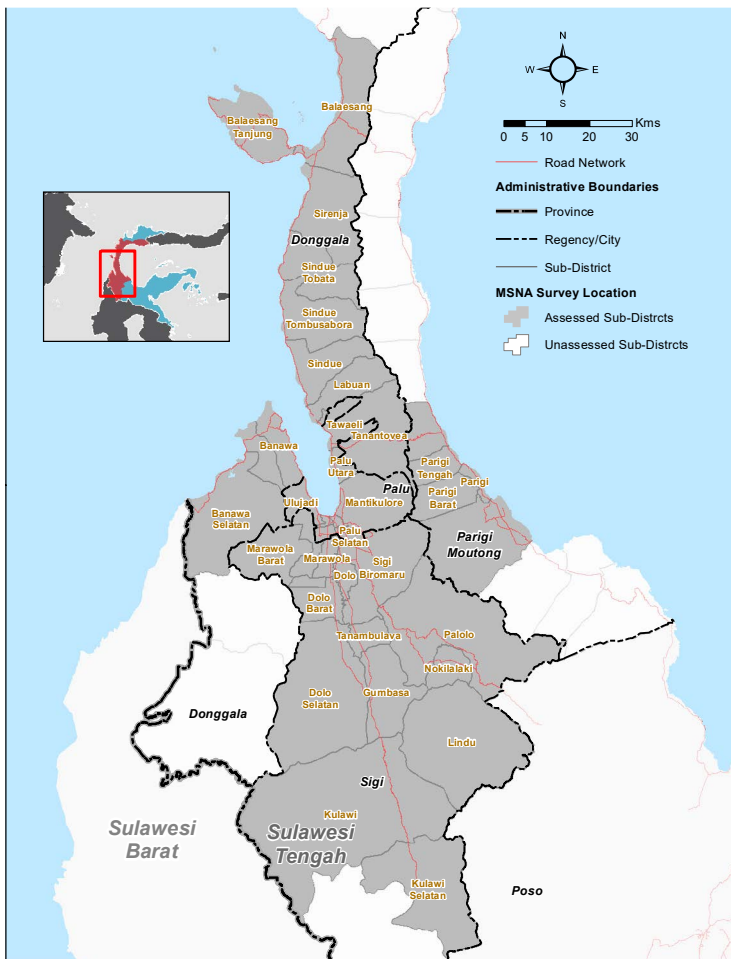 N
W E
S
Kms
0 5 10 20 30
Road Network
Administrative Boundaries
Province
Regency/City
Sub-District
MSNA Survey Location
Assessed Sub-Distrcts
Unassessed Sub-Distrcts
Balaesang
Balaesang
Tanjung
Sirenja
Donggala
Sindue
Tobata
Sindue
Tombusabora
Sindue
Labuan
Tawaeli
Tanantovea
Banawa
Palu
Utara
Parigi
Tengah
Parigi
Parigi
Barat
Palu
Ulujadi
Mantikulore
Banawa
Selatan
Palu
Selatan
Parigi
Moutong
Marawola
Barat
Marawola
Sigi
Biromaru
Dolo
Dolo
Barat
Tanambulava
Palolo
Nokilalaki
Dolo
Selatan
Gumbasa
Donggala
Lindu
Sigi
Kulawi
Sulawesi
Barat
Sulawesi
Tengah
Kulawi
Selatan
Poso